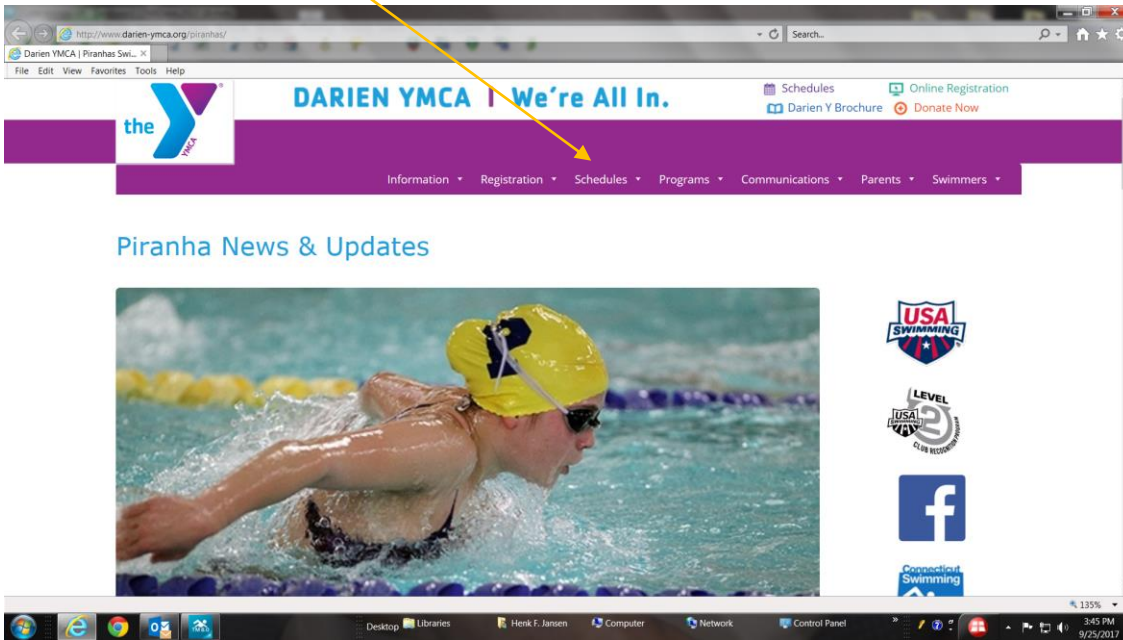 http://www.darien-ymca.org/piranhas/
Search...
Darien YMCA | Piranhas Swi...
File Edit View Favorites Tools Help
the
YMCA
DARIEN YMCA | We're All In.
Schedules
Online Registration
Darien Y Brochure
Donate Now
Information Registration Schedules Programs Communications Parents Swimmers
Piranha News & Updates
P
USA
SWIMMING
LEVEL
2
USA
SWIMMING
CLUB RECOGNITION PROGRAM
f
Connecticut
Swimming
135%
Desktop Libraries Henk F. Jansen Computer Network Control Panel
3:45 PM
9/25/2017